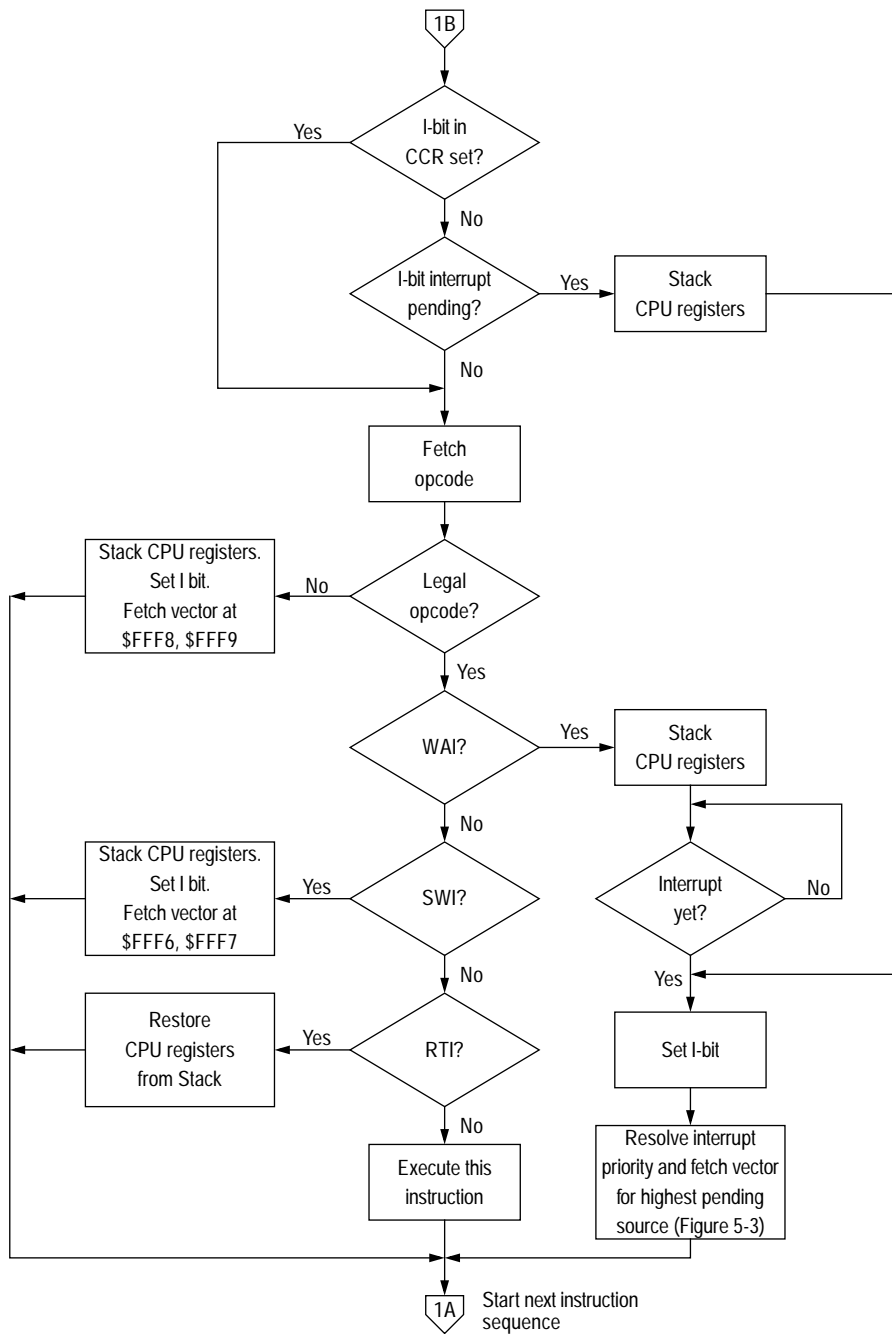 1B
I-bit in
CCR set?
Yes
No
I-bit interrupt
pending?
Yes
Stack
CPU registers
No
Fetch
opcode
Stack CPU registers.
Set I bit.
Fetch vector at
$FFF8, $FFF9
No
Legal
opcode?
Yes
WAI?
Yes
Stack
CPU registers
No
Stack CPU registers.
Set I bit.
Fetch vector at
$FFF6, $FFF7
Yes
SWI?
Interrupt
yet?
No
No
Yes
Restore
CPU registers
from Stack
Yes
RTI?
Set I-bit
No
Execute this
instruction
Resolve interrupt
priority and fetch vector
for highest pending
source (Figure 5-3)
1A
Start next instruction
sequence